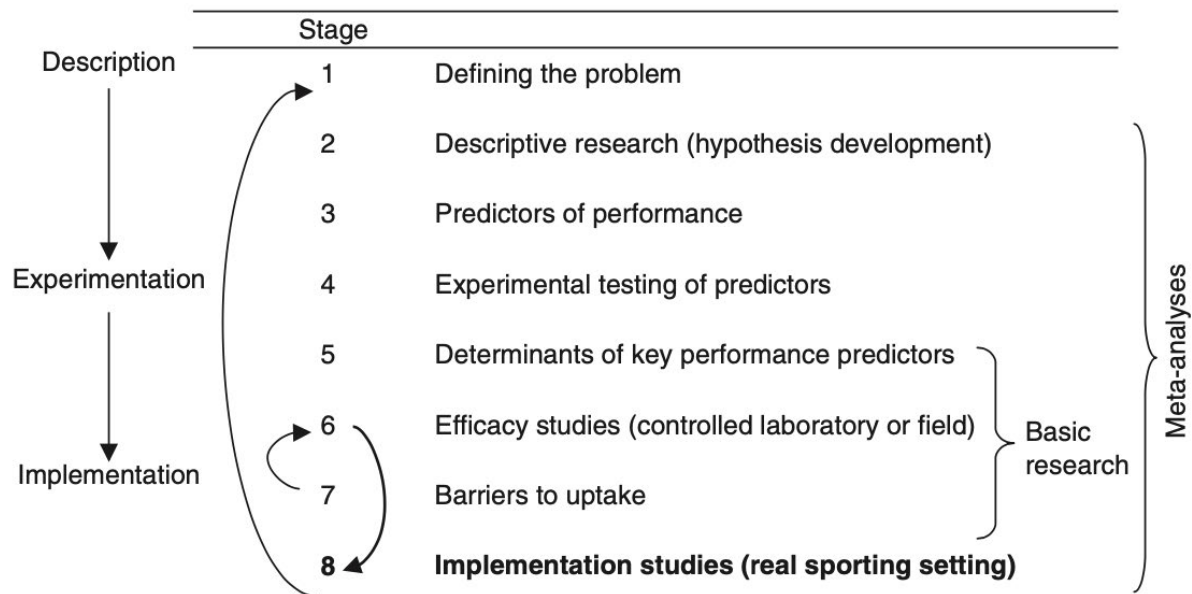 Stage
Description
1 Defining the problem
2 Descriptive research (hypothesis development)
3 Predictors of performance
Experimentation
4 Experimental testing of predictors
5 Determinants of key performance predictors
6 Efficacy studies (controlled laboratory or field)
Basic
research
Implementation
7 Barriers to uptake
8 Implementation studies (real sporting setting)
Meta-analyses